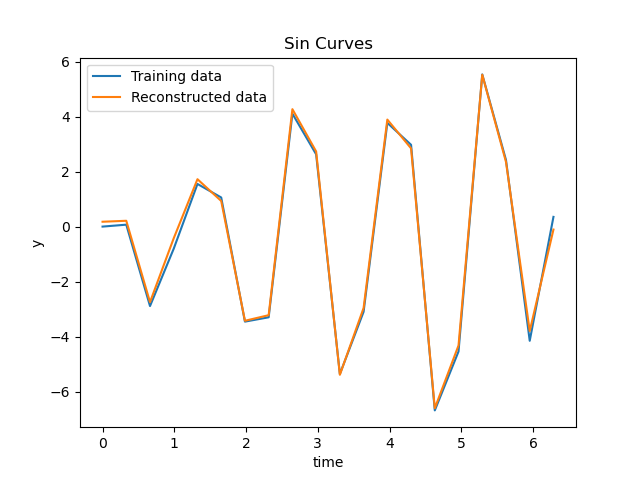 Sin Curves
Training data
Reconstructed data
6
4
2
0
−2
−4
−6
y
0 1 2 3 4 5 6
time